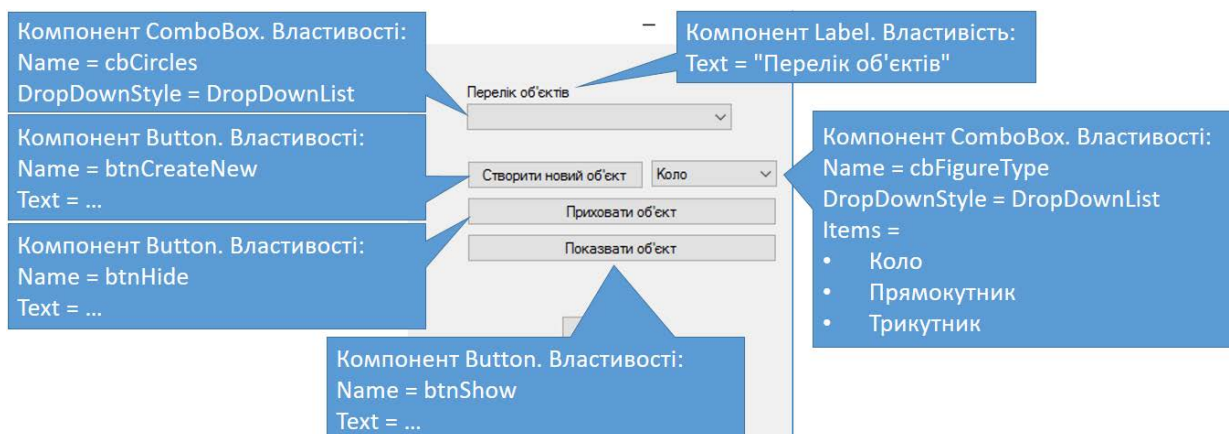 Компонент ComboBox. Властивості:
Name = cbCircles
DropDownStyle = DropDownList
Компонент Label. Властивість:
Text = "Перелік об'єктів"
Перелік об'єктів
Компонент Button. Властивості:
Name = btnCreateNew
Text = ...
Створити новий об'єкт
Коло
Компонент ComboBox. Властивості:
Name = cbFigureType
DropDownStyle = DropDownList
Items =
• Коло
• Прямокутник
• Трикутник
Приховати об'єкт
Компонент Button. Властивості:
Name = btnHide
Text = ...
Показвати об'єкт
Компонент Button. Властивості:
Name = btnShow
Text = ...